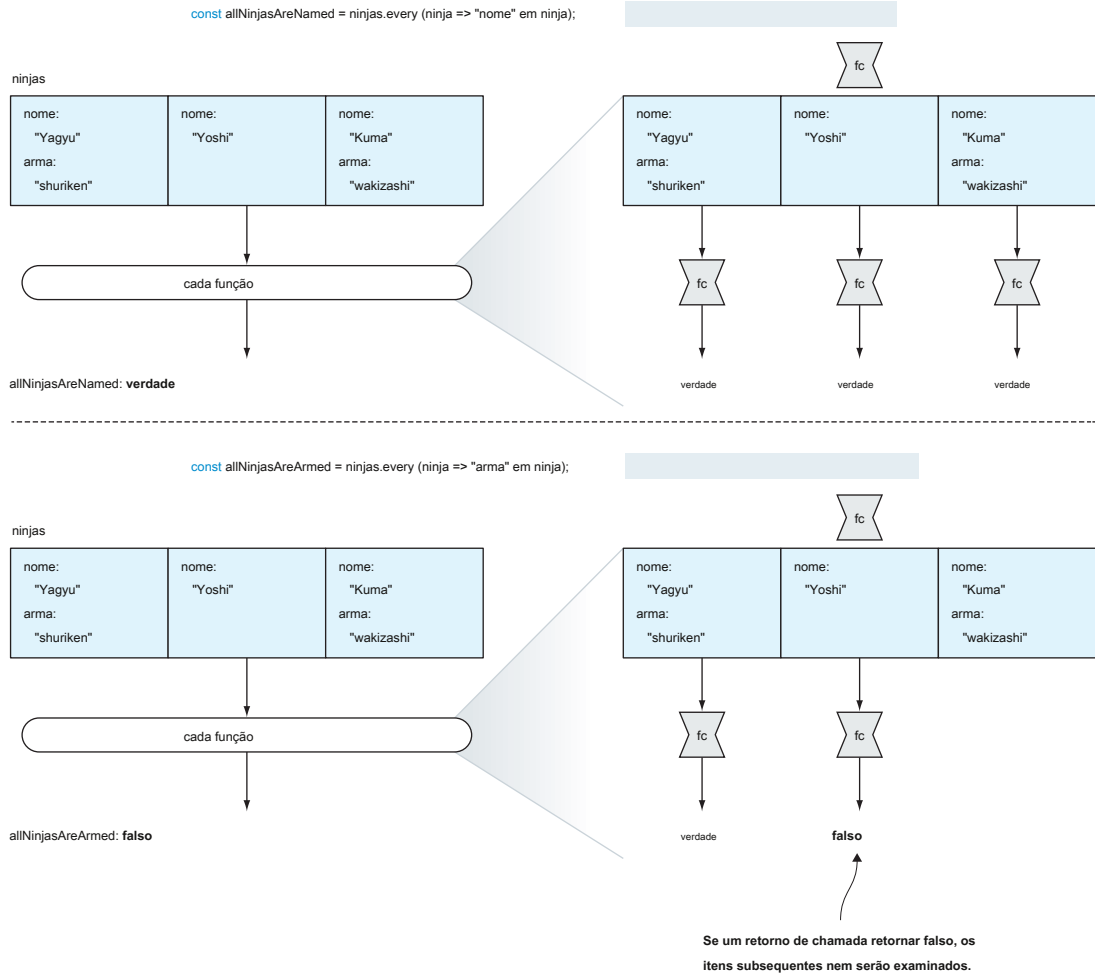 const allNinjasAreNamed = ninjas.every (ninja => "nome" em ninja);
fc
ninjas
nome:
"Yagyu"
arma:
"shuriken"
nome:
"Yoshi"
nome:
"Kuma"
arma:
"wakizashi"
nome:
"Yagyu"
arma:
"shuriken"
nome:
"Yoshi"
nome:
"Kuma"
arma:
"wakizashi"
cada função
fc
fc
fc
allNinjasAreNamed: verdade
verdade
verdade
verdade
const allNinjasAreArmed = ninjas.every (ninja => "arma" em ninja);
fc
ninjas
nome:
"Yagyu"
arma:
"shuriken"
nome:
"Yoshi"
nome:
"Kuma"
arma:
"wakizashi"
nome:
"Yagyu"
arma:
"shuriken"
nome:
"Yoshi"
nome:
"Kuma"
arma:
"wakizashi"
cada função
fc
fc
allNinjasAreArmed: falso
verdade
falso
Se um retorno de chamada retornar falso, os
itens subsequentes nem serão examinados.